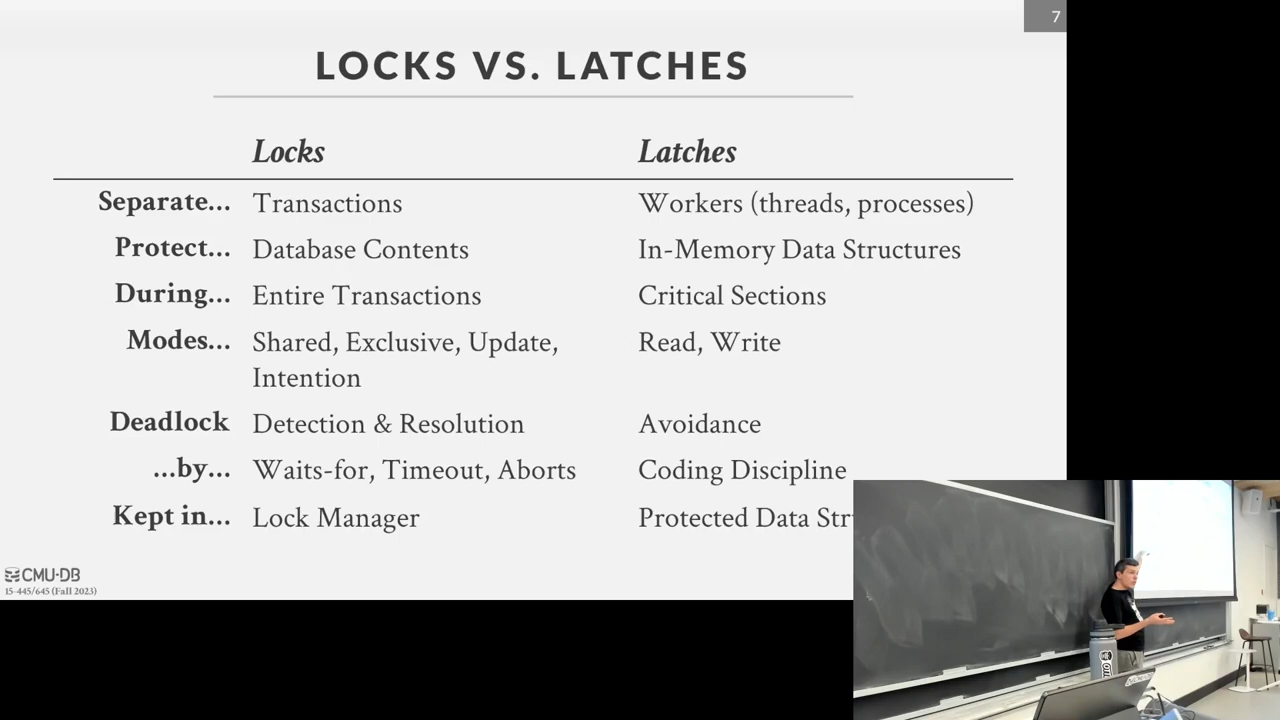 7
LOCKS VS. LATCHES
Locks Latches
Separate... Transactions Workers (threads, processes)
Protect... Database Contents In-Memory Data Structures
During... Entire Transactions Critical Sections
Modes... Shared, Exclusive, Update, Read, Write
Intention
Deadlock Detection & Resolution Avoidance
...by... Waits-for, Timeout, Aborts Coding Discipline
Kept in... Lock Manager Protected Data Str
CMU·DB
15-445/645 (Fall 2023)